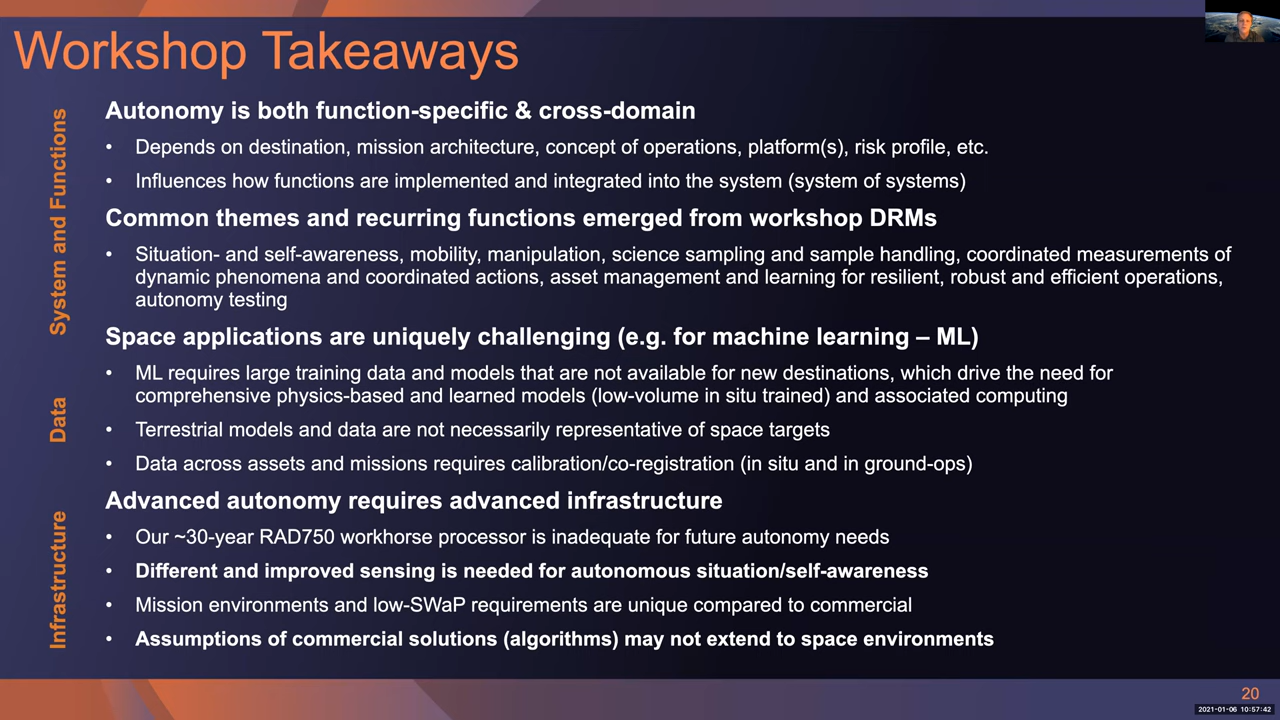 Workshop Takeaways
System and Functions
Autonomy is both function-specific & cross-domain
• Depends on destination, mission architecture, concept of operations, platform(s), risk profile, etc.
• Influences how functions are implemented and integrated into the system (system of systems)
Common themes and recurring functions emerged from workshop DRMs
• Situation- and self-awareness, mobility, manipulation, science sampling and sample handling, coordinated measurements of
dynamic phenomena and coordinated actions, asset management and learning for resilient, robust and efficient operations,
autonomy testing
Data
Space applications are uniquely challenging (e.g. for machine learning – ML)
• ML requires large training data and models that are not available for new destinations, which drive the need for
comprehensive physics-based and learned models (low-volume in situ trained) and associated computing
• Terrestrial models and data are not necessarily representative of space targets
• Data across assets and missions requires calibration/co-registration (in situ and in ground-ops)
Infrastructure
Advanced autonomy requires advanced infrastructure
• Our ~30-year RAD750 workhorse processor is inadequate for future autonomy needs
• Different and improved sensing is needed for autonomous situation/self-awareness
• Mission environments and low-SWaP requirements are unique compared to commercial
• Assumptions of commercial solutions (algorithms) may not extend to space environments
20
2021-01-06 10:57:42